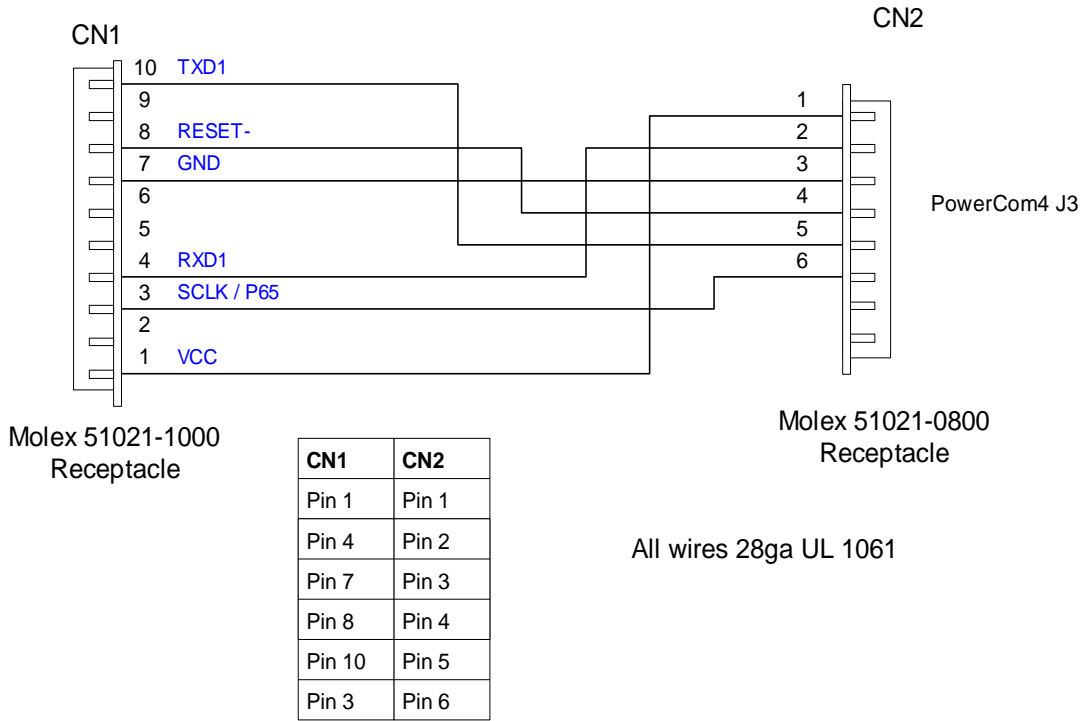 CN1
CN2
10 TXD1
9
8 RESET-
7 GND
6
5
4 RXD1
3 SCLK / P65
2
1 VCC
1
2
3
4
5
6
PowerCom4 J3
Molex 51021-1000
Receptacle
Molex 51021-0800
Receptacle
CN1 CN2
Pin 1 Pin 1
Pin 4 Pin 2
Pin 7 Pin 3
Pin 8 Pin 4
Pin 10 Pin 5
Pin 3 Pin 6
All wires 28ga UL 1061